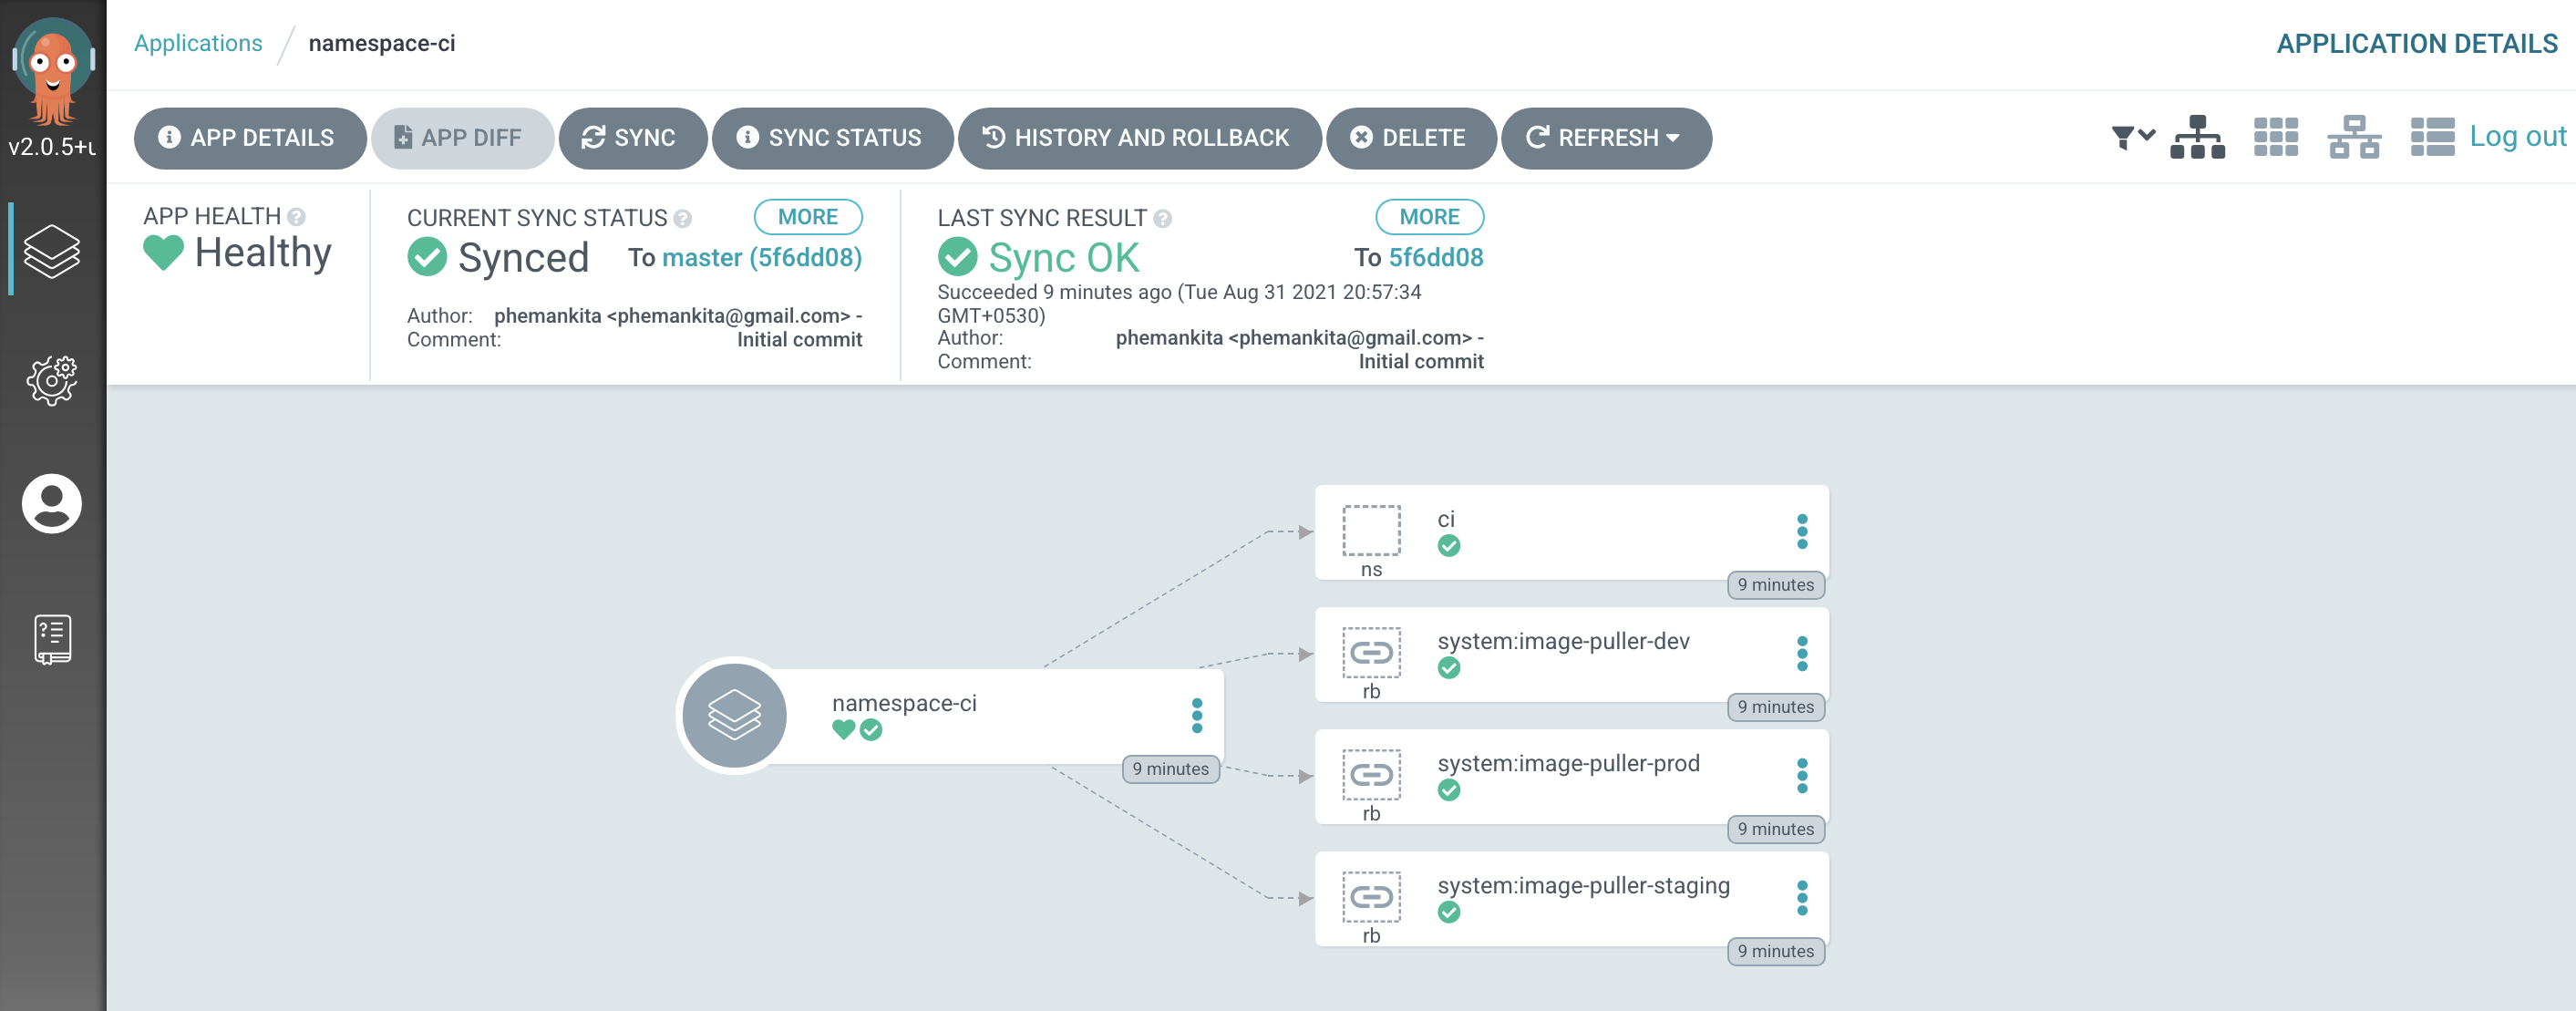 Applications / namespace-ci
APPLICATION DETAILS
v2.0.5+u
APP DETAILS
APP DIFF
SYNC
SYNC STATUS
HISTORY AND ROLLBACK
DELETE
REFRESH
Log out
APP HEALTH
Healthy
CURRENT SYNC STATUS
MORE
Synced
To master (5f6dd08)
Author: phemankita <phemankita@gmail.com> -
Comment: Initial commit
LAST SYNC RESULT
MORE
Sync OK
To 5f6dd08
Succeeded 9 minutes ago (Tue Aug 31 2021 20:57:34
GMT+0530)
Author: phemankita <phemankita@gmail.com> -
Comment: Initial commit
namespace-ci
9 minutes
ci
ns
9 minutes
system:image-puller-dev
rb
9 minutes
system:image-puller-prod
rb
9 minutes
system:image-puller-staging
rb
9 minutes